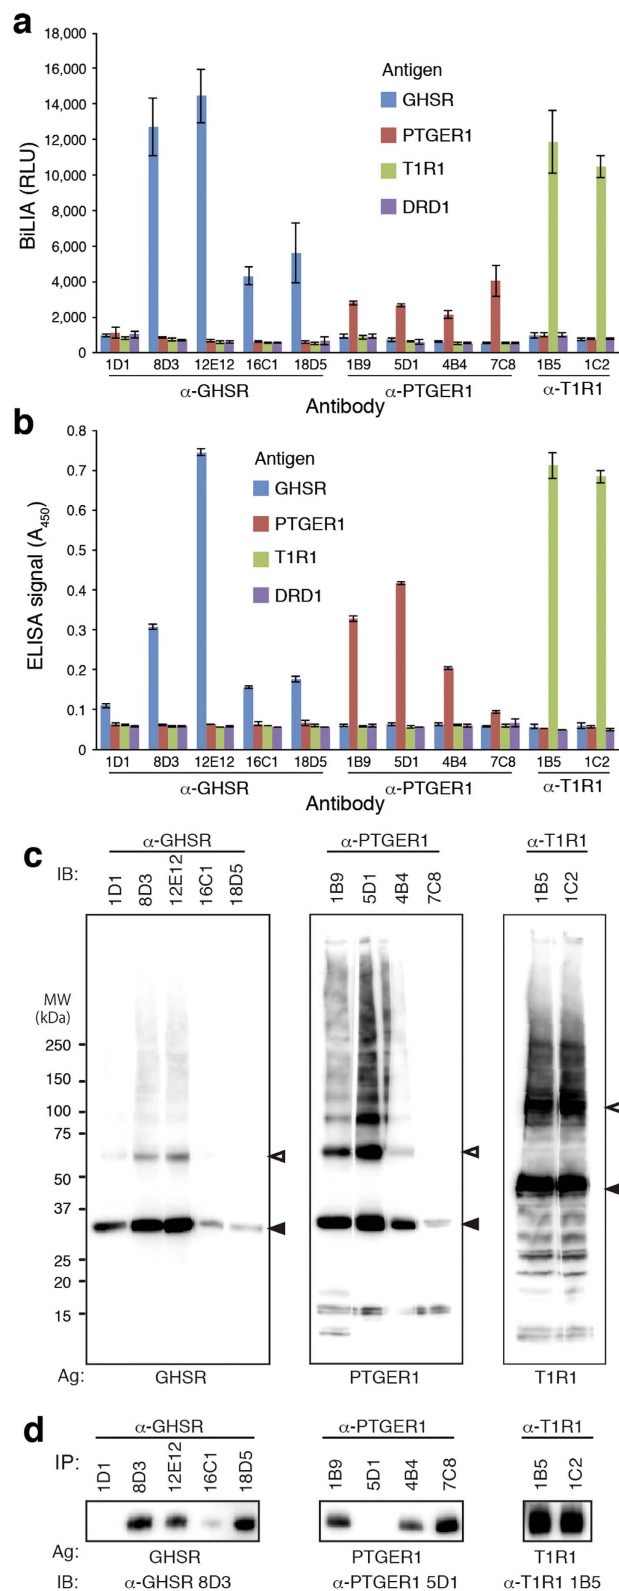 a
18,000
16,000
14,000
12,000
10,000
8,000
6,000
4,000
2,000
0
BiLIA (RLU)
Antigen
GHSR
PTGER1
T1R1
DRD1
1D1 8D3 12E12 16C1 18D5 1B9 5D1 4B4 7C8 1B5 1C2
α-GHSR α-PTGER1 α-T1R1
Antibody
b
0.8
0.7
0.6
0.5
0.4
0.3
0.2
0.1
0
ELISA signal (A450)
Antigen
GHSR
PTGER1
T1R1
DRD1
1D1 8D3 12E12 16C1 18D5 1B9 5D1 4B4 7C8 1B5 1C2
α-GHSR α-PTGER1 α-T1R1
Antibody
c
α-GHSR α-PTGER1 α-T1R1
IB: 1D1 8D3 12E12 16C1 18D5 1B9 5D1 4B4 7C8 1B5 1C2
MW
(kDa)
250
150
100
75
50
37
25
20
15
Ag: GHSR PTGER1 T1R1
d
α-GHSR α-PTGER1 α-T1R1
IP: 1D1 8D3 12E12 16C1 18D5 1B9 5D1 4B4 7C8 1B5 1C2
Ag: GHSR PTGER1 T1R1
IB: α-GHSR 8D3 α-PTGER1 5D1 α-T1R1 1B5